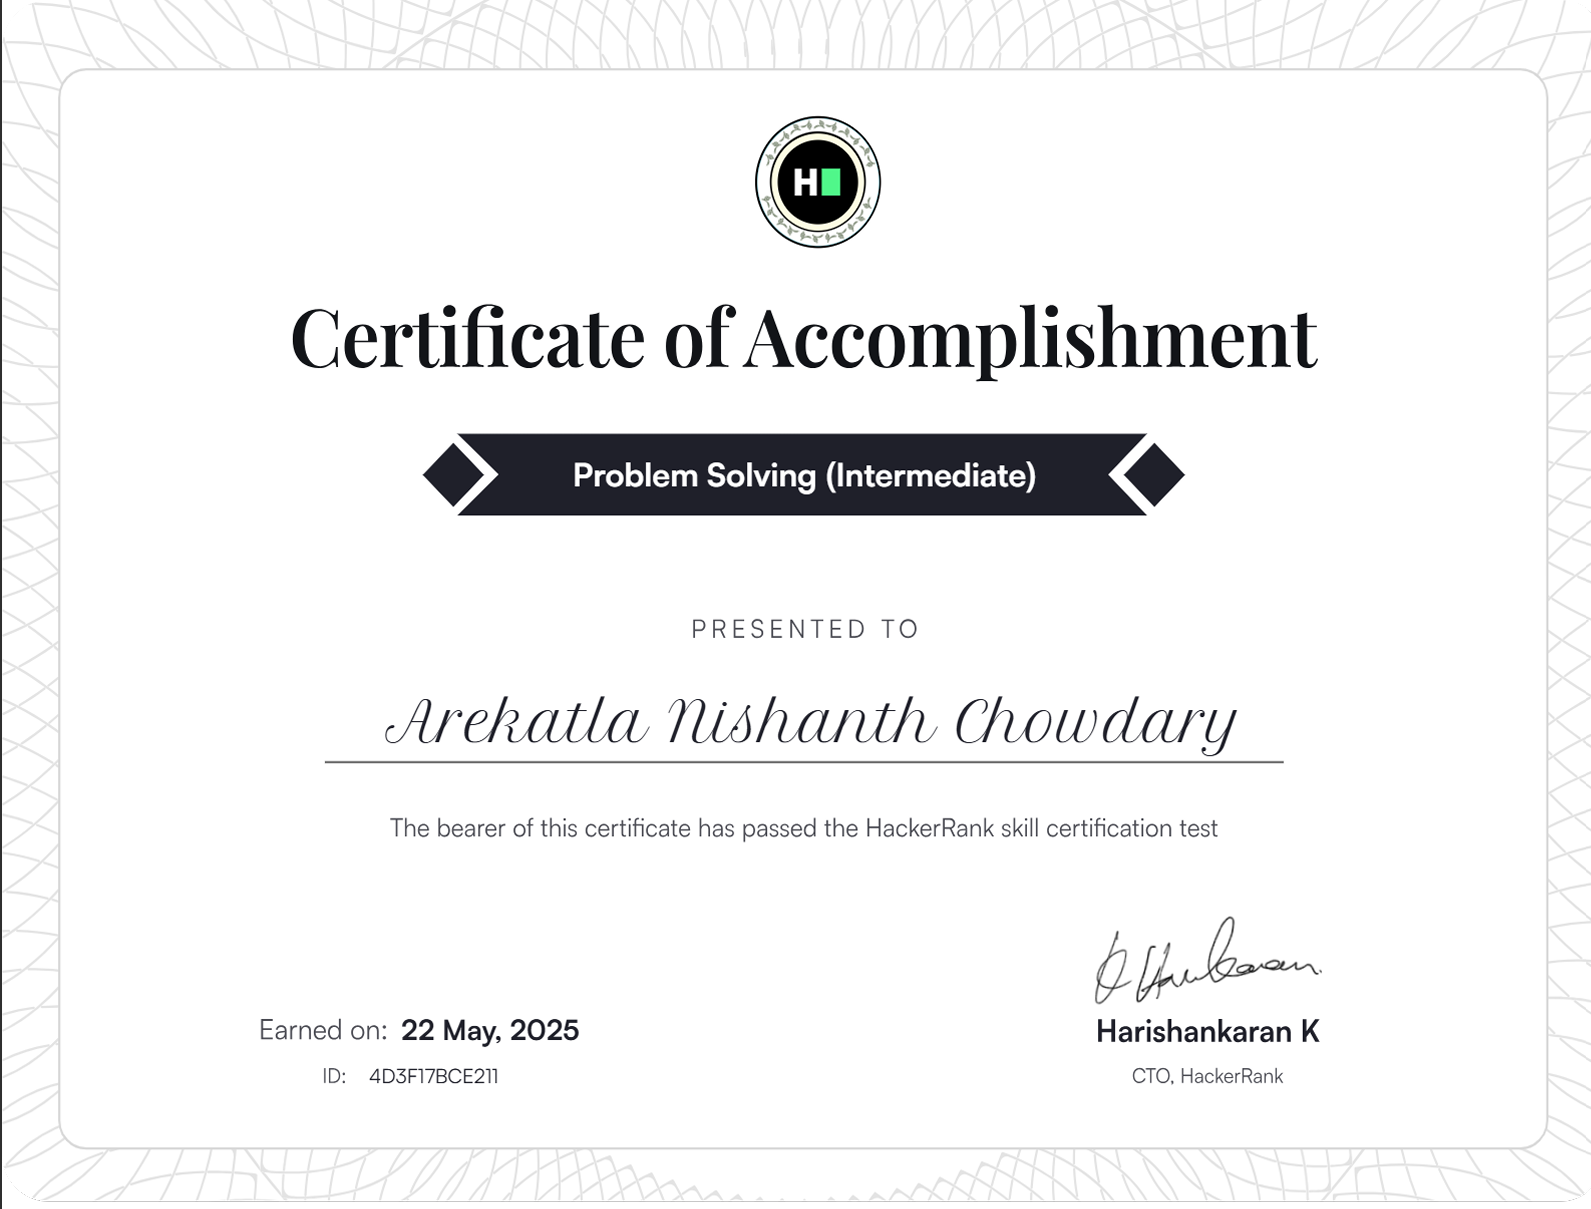 H
Certificate of Accomplishment
Problem Solving (Intermediate)
PRESENTED TO
Arekatla Nishanth Chowdary
The bearer of this certificate has passed the HackerRank skill certification test
Earned on: 22 May, 2025
ID: 4D3F17BCE211
Harishankaran K
CTO, HackerRank